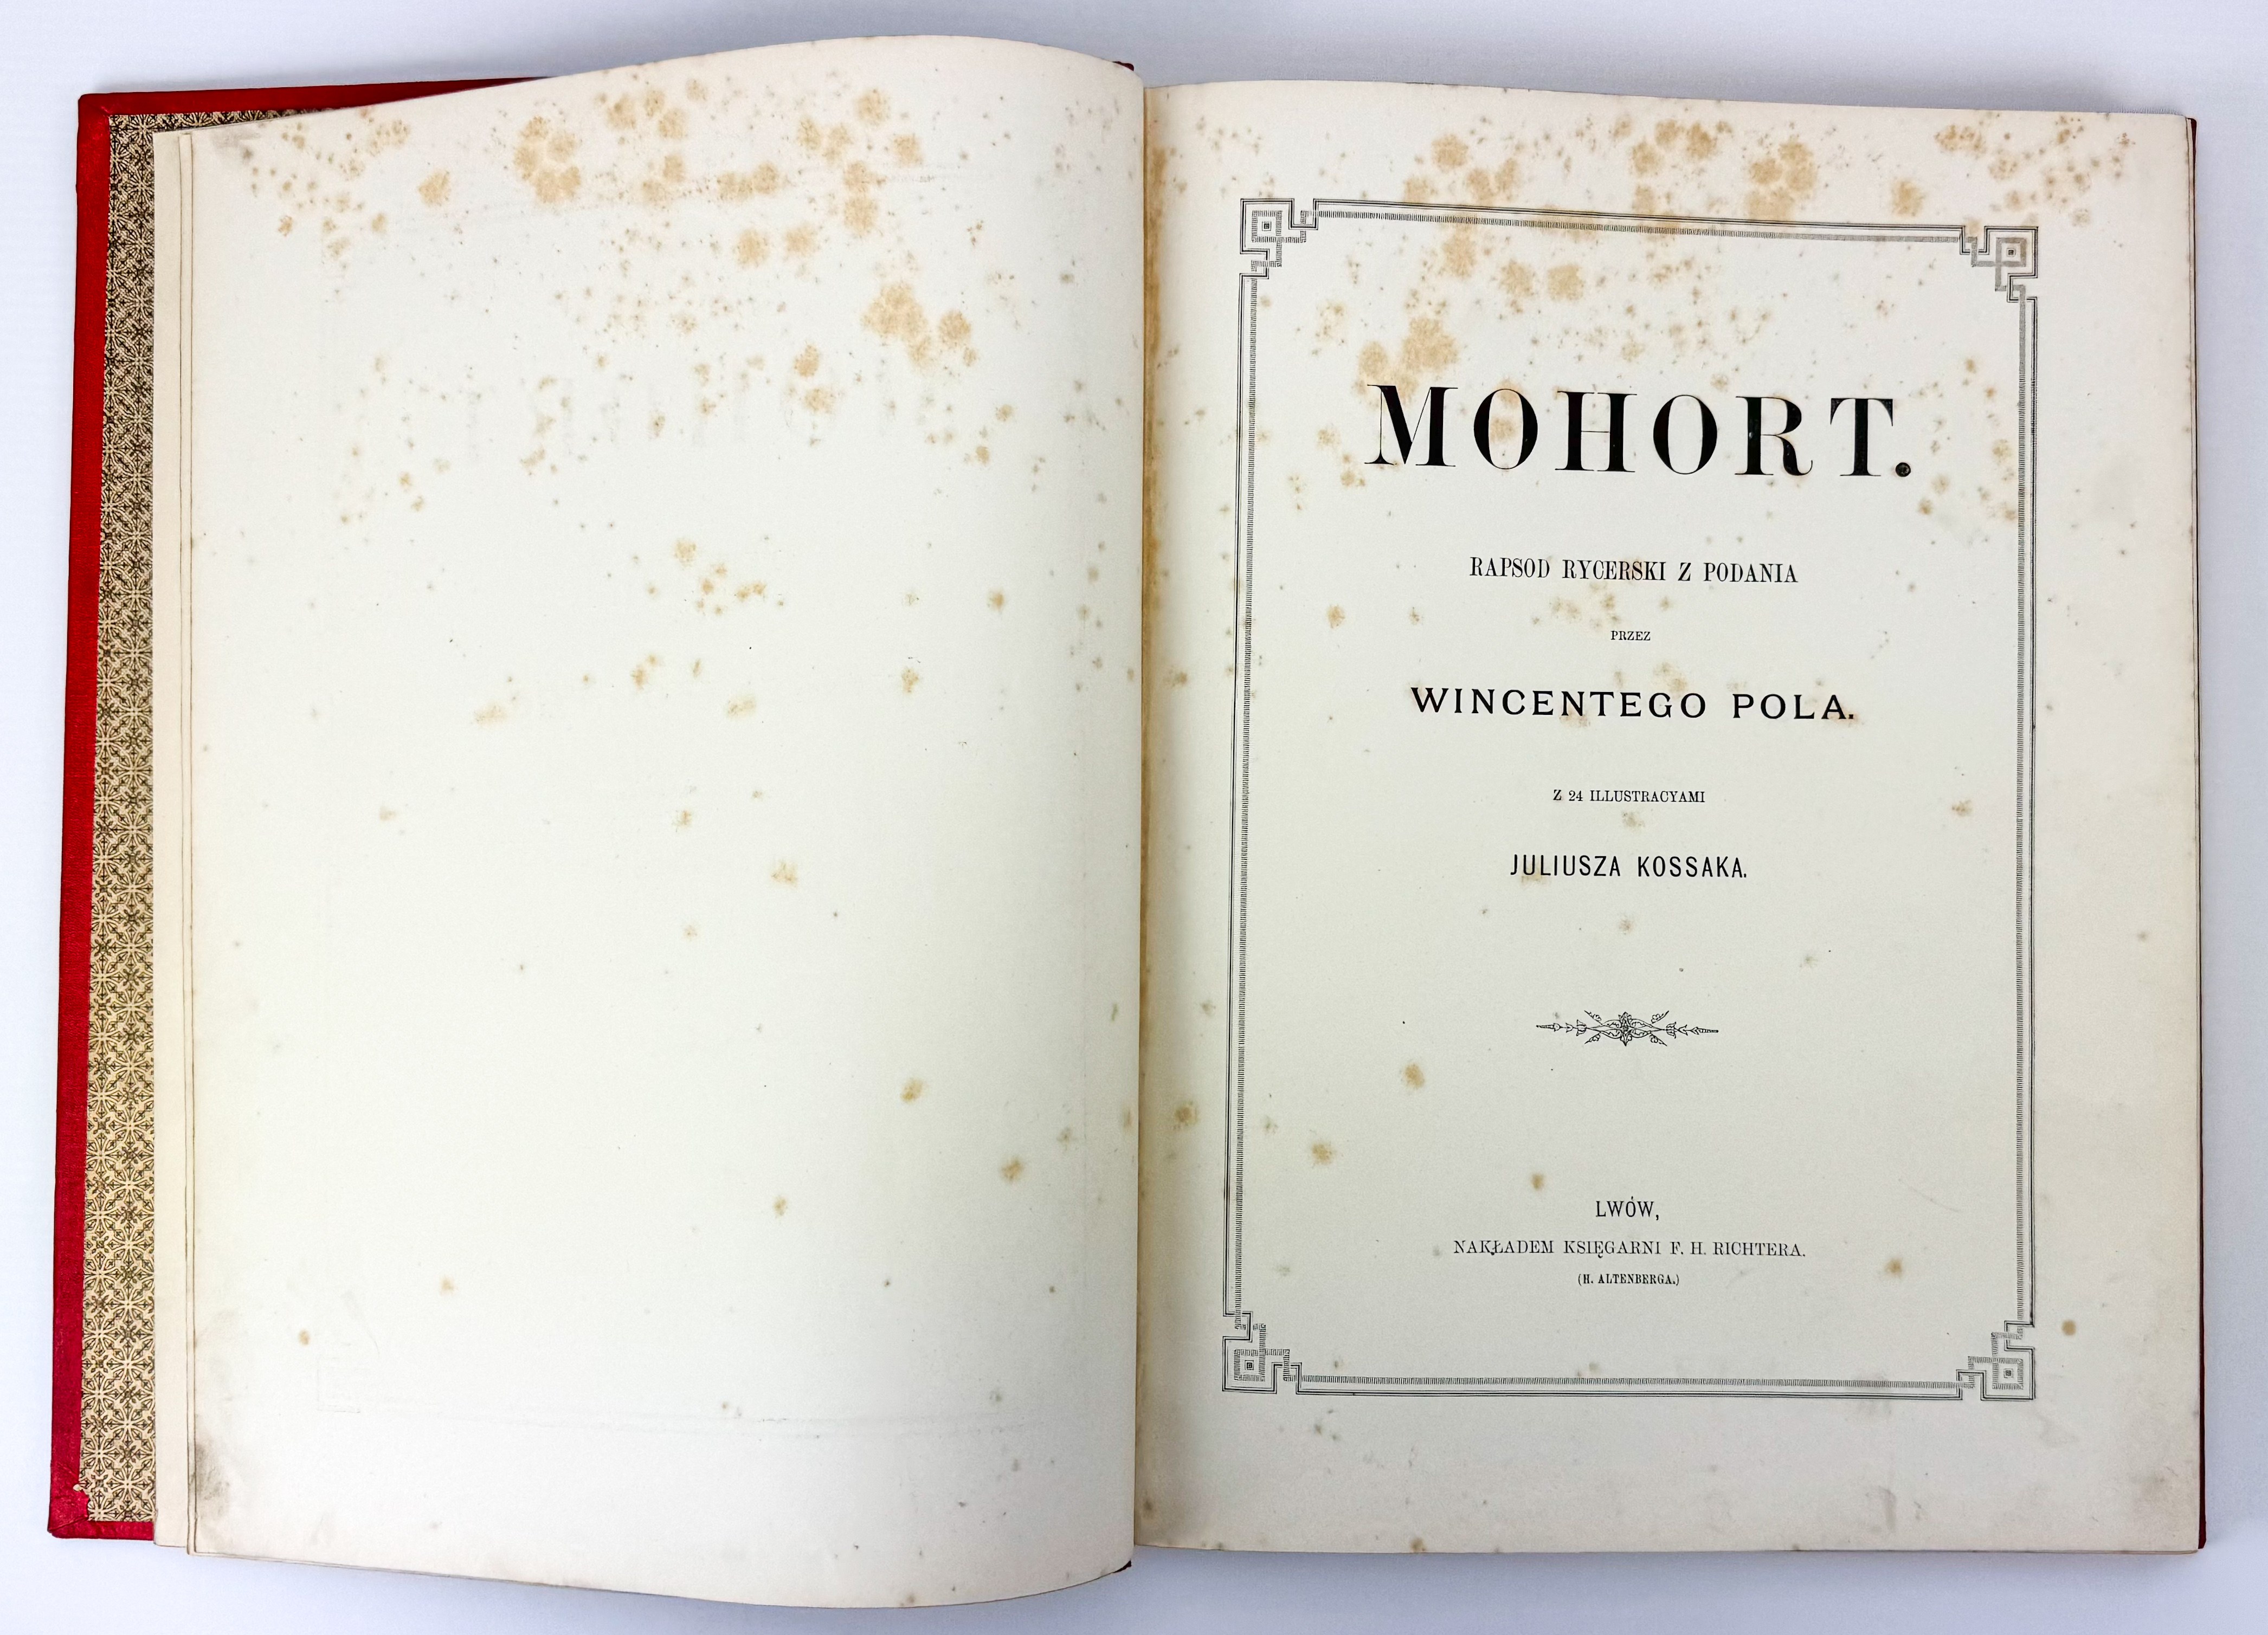 MOHORT.
RAPSOD RYCERSKI Z PODANIA
PRZEZ
WINCENTEGO POLA.
Z 24 ILLUSTRACYAMI
JULIUSZA KOSSAKA.
LWÓW,
NAKŁADEM KSIĘGARNI F. H. RICHTERA.
(H. ALTENBERGA.)